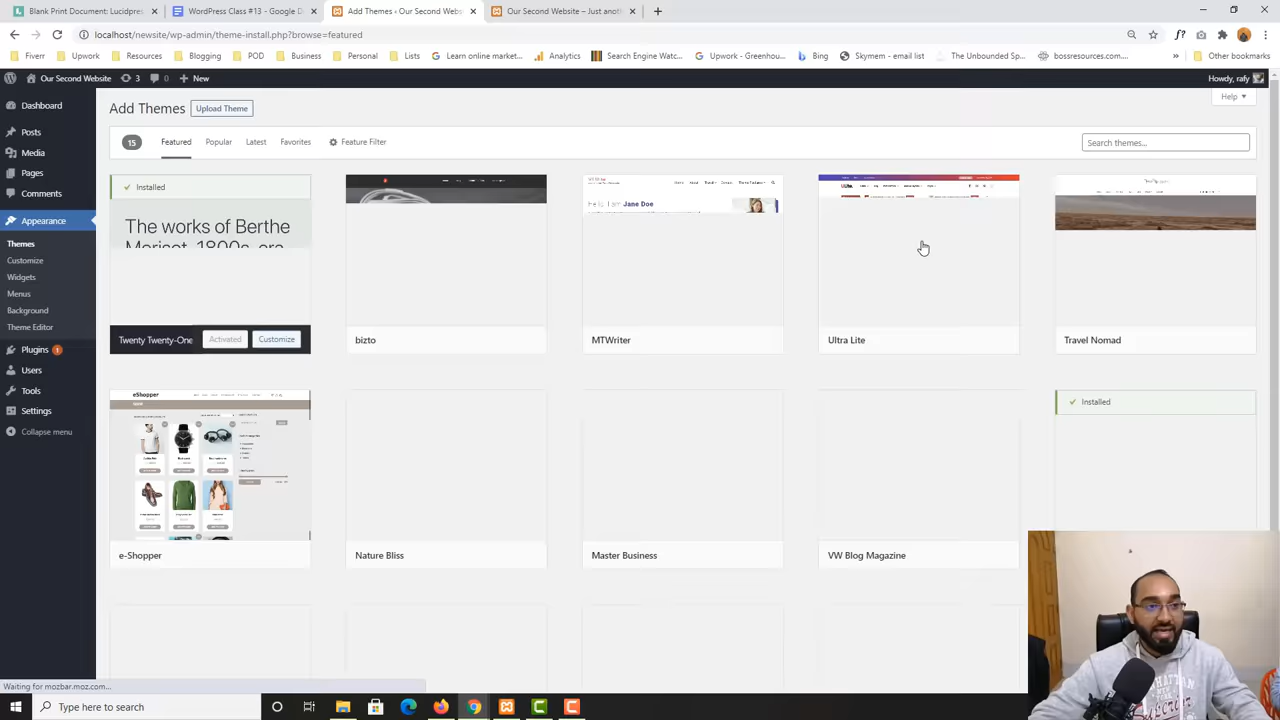 Blank Print Document: Lucidpres
WordPress Class #13 - Google D
Add Themes ‹ Our Second Websi
Our Second Website – Just anot
localhost/newsite/wp-admin/theme-install.php?browse=featured
Fiverr
Upwork
Resources
Blogging
POD
Business
Personal
Lists
Learn online market...
Analytics
Search Engine Watc...
Upwork - Greenhou...
Bing
Skymem - email list
The Unbounded Sp...
bossresources.com
Other bookmarks
Our Second Website
3
0
New
Howdy, rafy
Dashboard
Posts
Media
Pages
Comments
Appearance
Themes
Customize
Widgets
Menus
Background
Theme Editor
Plugins 1
Users
Tools
Settings
Collapse menu
Add Themes
Upload Theme
Help
15
Featured
Popular
Latest
Favorites
Feature Filter
Search themes...
Installed
The works of Berthe
Morisot, 1800s-era
Twenty Twenty-One
Activated
Customize
bizto
Jane Doe
MTWriter
Ultra Lite
Travel Nomad
eShopper
e-Shopper
Nature Bliss
Master Business
VW Blog Magazine
Installed
Waiting for mozbar.moz.com...
Type here to search
MANHATTAN